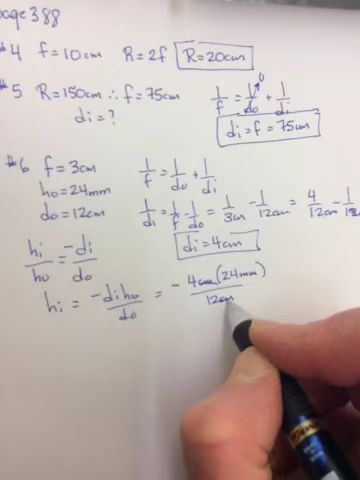 page 388
#4 f = 10cm R = 2f R = 20cm
#5 R = 150cm ∴ f = 75cm 1/f = 1/do + 1/di
di = ?
di = f = 75cm
#6 f = 3cm 1/f = 1/do + 1/di
ho = 24mm
do = 12cm 1/di = 1/f - 1/do = 1/3cm - 1/12cm = 4/12cm -
di = 4cm
hi/ho = -di/do
hi = -di ho/do = -4cm(24mm)/12cm